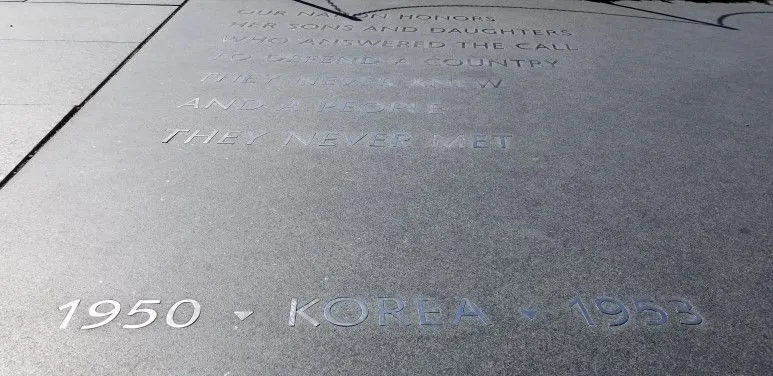 OUR NATION HONORS
HER SONS AND DAUGHTERS
WHO ANSWERED THE CALL
TO DEFEND A COUNTRY
THEY NEVER KNEW
AND A PEOPLE
THEY NEVER MET
1950 ▾ KOREA ▾ 1953